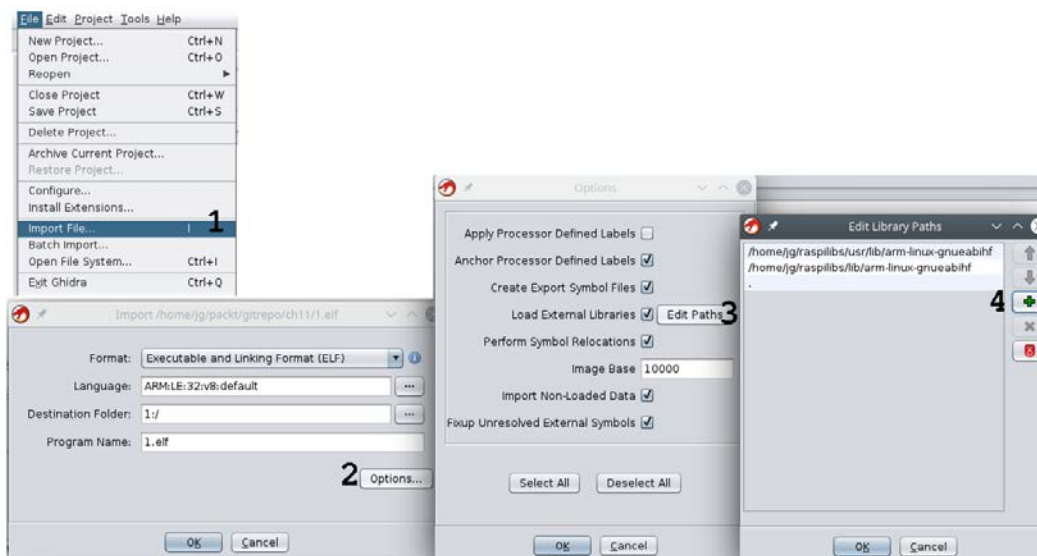 File Edit Project Tools Help
New Project... Ctrl+N
Open Project... Ctrl+O
Reopen
Close Project Ctrl+W
Save Project Ctrl+S
Delete Project...
Archive Current Project...
Restore Project...
Configure...
Install Extensions...
Import File... I
1
Batch Import...
Open File System... Ctrl+I
Exit Ghidra Ctrl+Q
Import /home/jg/packt/gitrepo/ch11/1.elf
Format: Executable and Linking Format (ELF)
Language: ARM:LE:32:v8:default ...
Destination Folder: 1:/ ...
Program Name: 1.elf
2 Options...
OK Cancel
Options
Apply Processor Defined Labels
Anchor Processor Defined Labels
Create Export Symbol Files
Load External Libraries Edit Paths 3
Perform Symbol Relocations
Image Base 10000
Import Non-Loaded Data
Fixup Unresolved External Symbols
Select All Deselect All
OK Cancel
Edit Library Paths
/home/jg/raspilibs/usr/lib/arm-linux-gnueabihf
/home/jg/raspilibs/lib/arm-linux-gnueabihf
.
4
OK Cancel